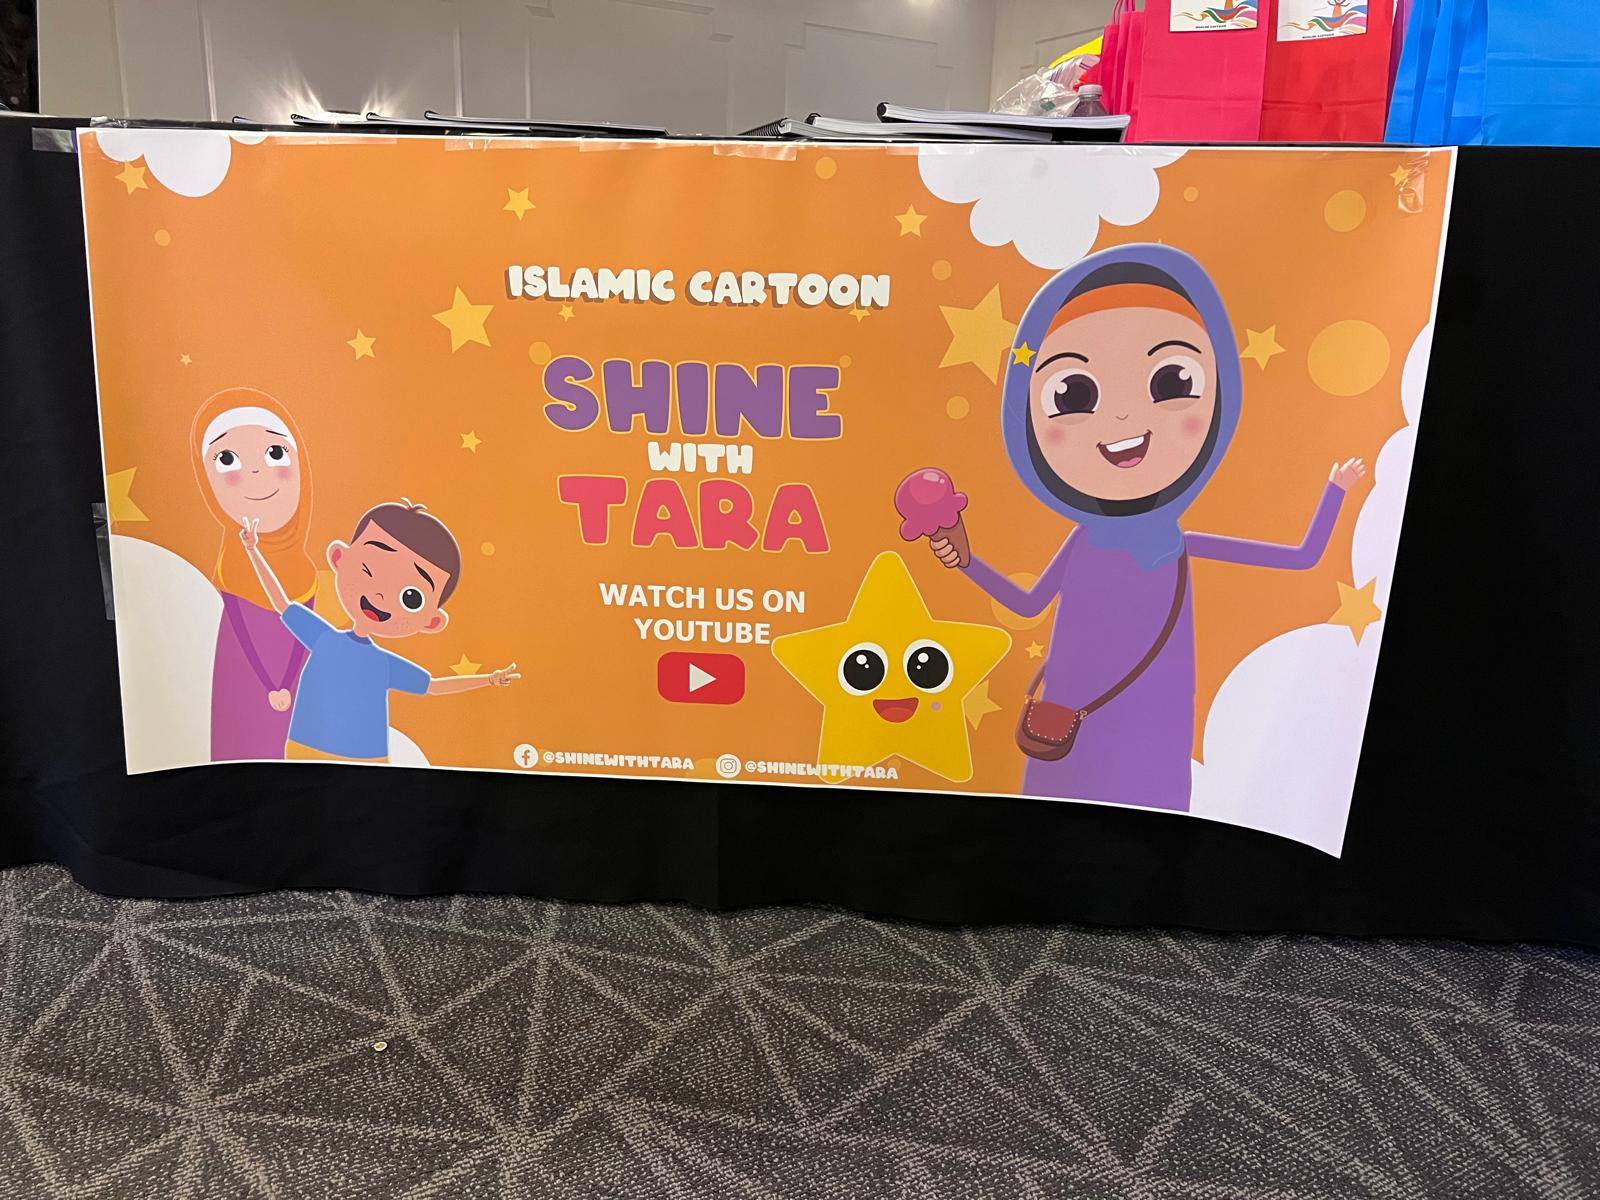 ISLAMIC CARTOON
SHINE
WITH
TARA
WATCH US ON
YOUTUBE
@SHINEWITHTARA
@SHINEWITHTARA